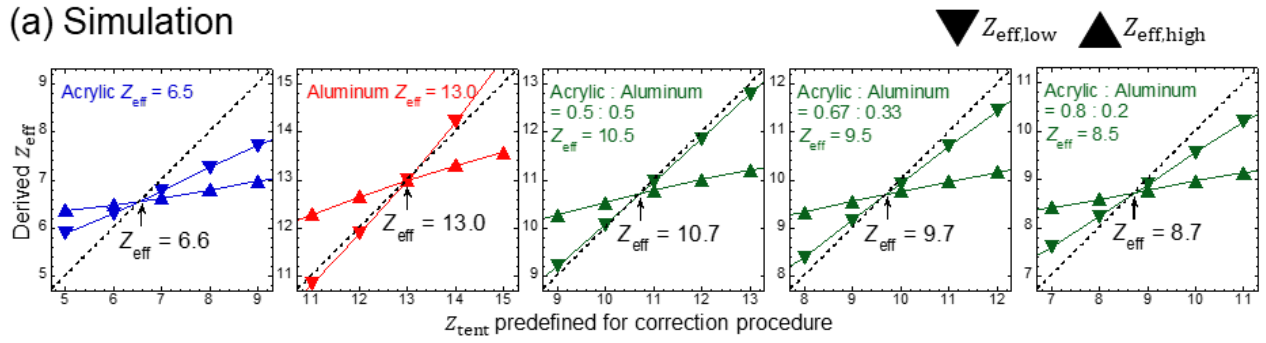 (a) Simulation
▼ Z_eff,low ▲ Z_eff,high
Derived Z_eff
Acrylic Z_eff = 6.5
Z_eff = 6.6
9
8
7
6
5
5 6 7 8 9
Aluminum Z_eff = 13.0
Z_eff = 13.0
15
14
13
12
11
11 12 13 14 15
Acrylic : Aluminum
= 0.5 : 0.5
Z_eff = 10.5
Z_eff = 10.7
13
12
11
10
9
9 10 11 12 13
Acrylic : Aluminum
= 0.67 : 0.33
Z_eff = 9.5
Z_eff = 9.7
12
11
10
9
8
8 9 10 11 12
Acrylic : Aluminum
= 0.8 : 0.2
Z_eff = 8.5
Z_eff = 8.7
11
10
9
8
7
7 8 9 10 11
Z_tent predefined for correction procedure